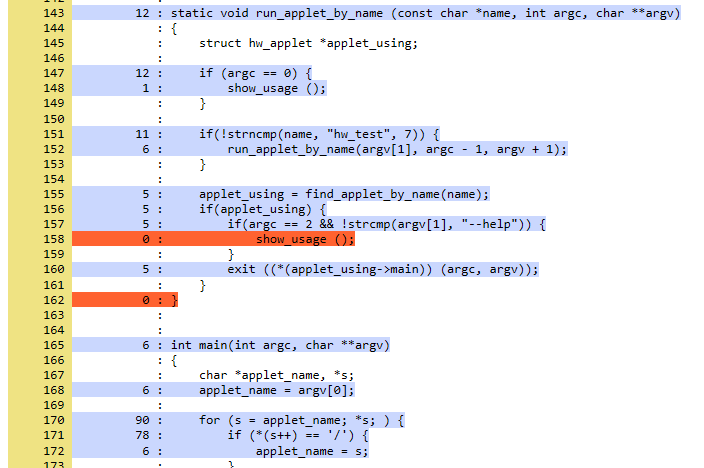 143 12 : static void run_applet_by_name (const char *name, int argc, char **argv)
144 : {
145 : struct hw_applet *applet_using;
146 :
147 12 : if (argc == 0) {
148 1 : show_usage ();
149 : }
150 :
151 11 : if(!strncmp(name, "hw_test", 7)) {
152 6 : run_applet_by_name(argv[1], argc - 1, argv + 1);
153 : }
154 :
155 5 : applet_using = find_applet_by_name(name);
156 5 : if(applet_using) {
157 5 : if(argc == 2 && !strcmp(argv[1], "--help")) {
158 0 : show_usage ();
159 : }
160 5 : exit ((*(applet_using->main)) (argc, argv));
161 : }
162 0 : }
163 :
164 :
165 6 : int main(int argc, char **argv)
166 : {
167 : char *applet_name, *s;
168 6 : applet_name = argv[0];
169 :
170 90 : for (s = applet_name; *s; ) {
171 78 : if (*(s++) == '/') {
172 6 : applet_name = s;
173 : }